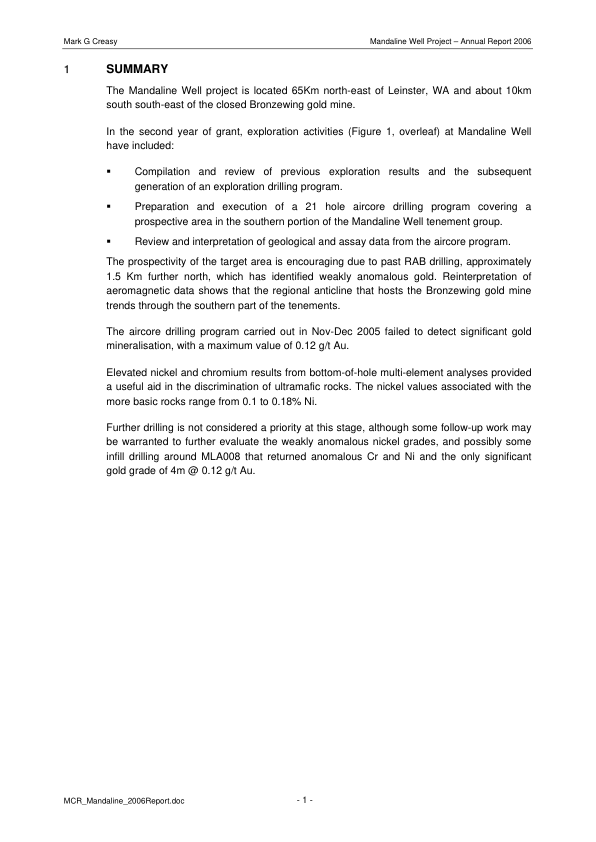 Mark G Creasy Mandaline Well Project – Annual Report 2006
1 SUMMARY
The Mandaline Well project is located 65Km north-east of Leinster, WA and about 10km
south south-east of the closed Bronzewing gold mine.
In the second year of grant, exploration activities (Figure 1, overleaf) at Mandaline Well
have included:
▪ Compilation and review of previous exploration results and the subsequent
generation of an exploration drilling program.
▪ Preparation and execution of a 21 hole aircore drilling program covering a
prospective area in the southern portion of the Mandaline Well tenement group.
▪ Review and interpretation of geological and assay data from the aircore program.
The prospectivity of the target area is encouraging due to past RAB drilling, approximately
1.5 Km further north, which has identified weakly anomalous gold. Reinterpretation of
aeromagnetic data shows that the regional anticline that hosts the Bronzewing gold mine
trends through the southern part of the tenements.
The aircore drilling program carried out in Nov-Dec 2005 failed to detect significant gold
mineralisation, with a maximum value of 0.12 g/t Au.
Elevated nickel and chromium results from bottom-of-hole multi-element analyses provided
a useful aid in the discrimination of ultramafic rocks. The nickel values associated with the
more basic rocks range from 0.1 to 0.18% Ni.
Further drilling is not considered a priority at this stage, although some follow-up work may
be warranted to further evaluate the weakly anomalous nickel grades, and possibly some
infill drilling around MLA008 that returned anomalous Cr and Ni and the only significant
gold grade of 4m @ 0.12 g/t Au.
MCR_Mandaline_2006Report.doc - 1 -